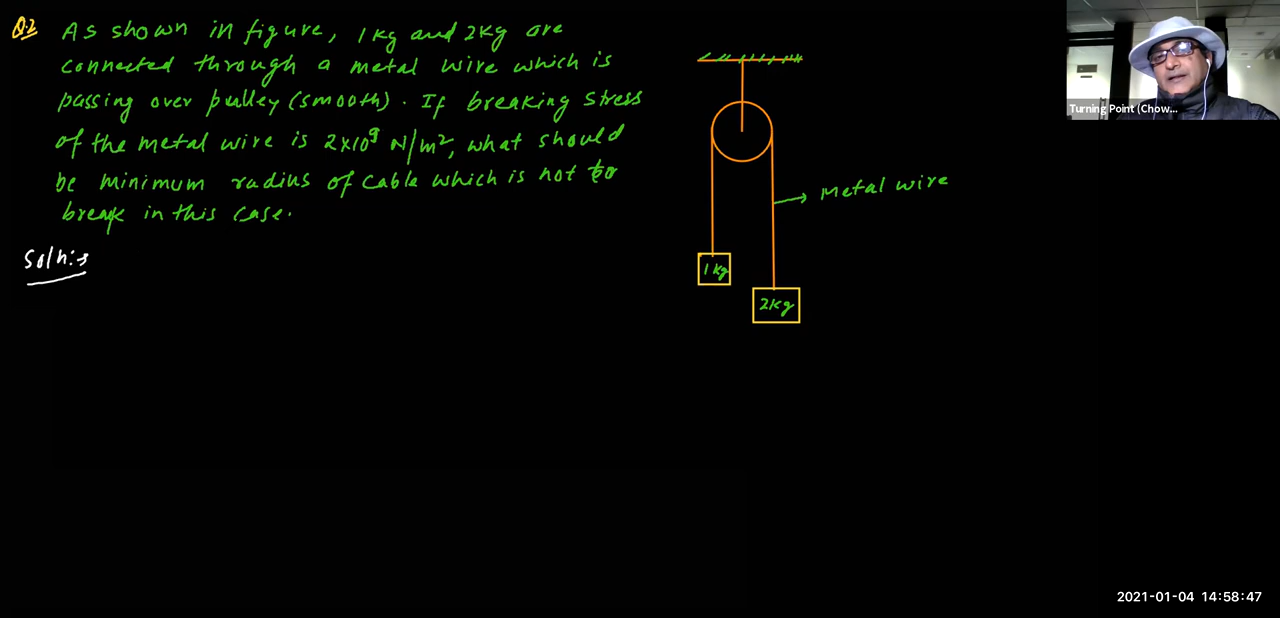 Q.2 As shown in figure, 1kg and 2kg are
connected through a metal wire which is
passing over pulley (smooth). If breaking stress
of the metal wire is 2x10⁹ N/m², what should
be minimum radius of cable which is not to
break in this case.
Soln:→
Metal wire
1kg
2kg
Turning Point (Chow...
2021-01-04 14:58:47